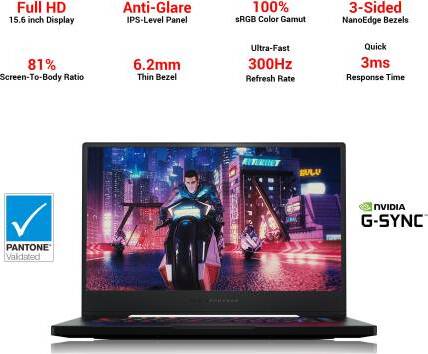 Full HD
15.6 inch Display
Anti-Glare
IPS-Level Panel
100%
sRGB Color Gamut
3-Sided
NanoEdge Bezels
81%
Screen-To-Body Ratio
6.2mm
Thin Bezel
Ultra-Fast
300Hz
Refresh Rate
Quick
3ms
Response Time
PANTONE®
Validated
NVIDIA
G-SYNC™